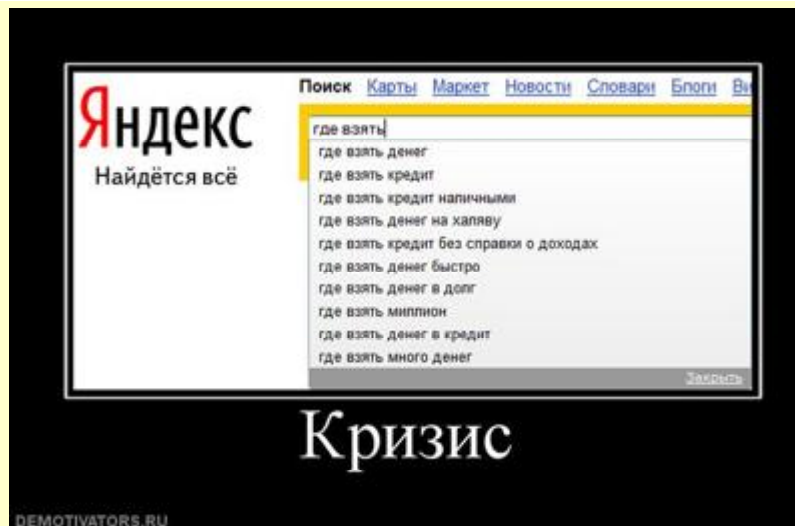 Яндекс
Найдётся всё
Поиск Карты Маркет Новости Словари Блоги
где взять
где взять денег
где взять кредит
где взять кредит наличными
где взять денег на халяву
где взять кредит без справки о доходах
где взять денег быстро
где взять денег в долг
где взять миллион
где взять денег в кредит
где взять много денег
Закрыть
Кризис
DEMOTIVATORS.RU